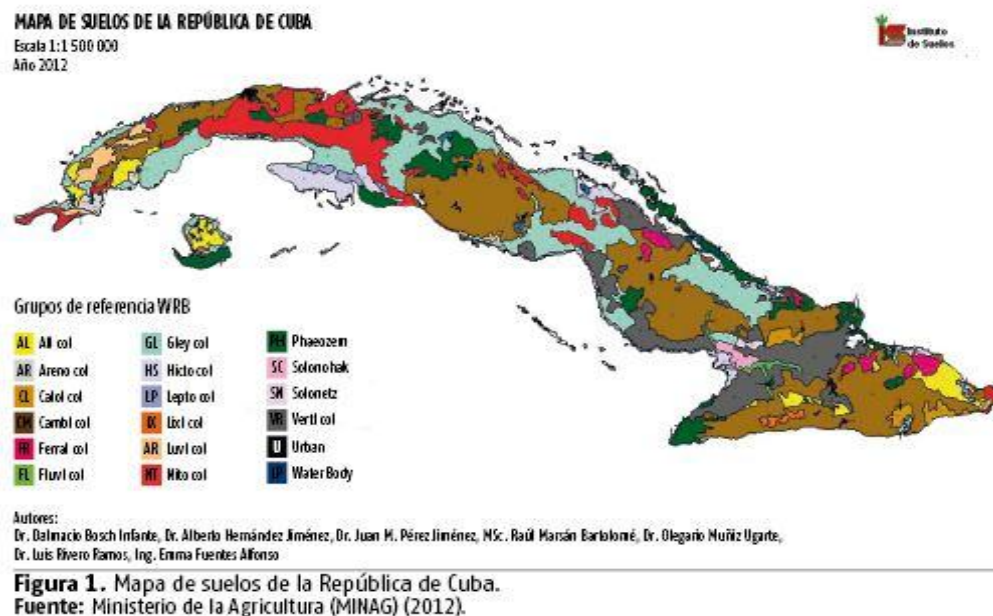 MAPA DE SUELOS DE LA REPÚBLICA DE CUBA
Escala 1:1 500 000
Año 2012
Instituto
de Suelos
Grupos de referencia WRB
AL Ali col
AR Areno col
CL Calol col
CM Cambl col
FR Ferral col
FL Fluvl col
GL Gley col
HS Hicto col
LP Lepto col
IX Lixl col
AR Luvl col
NT Nito col
PH Phaeozem
SC Solonohak
SN Solonetz
VR Vertl col
U Urban
Water Body
Autores:
Dr. Dalmacio Bosch Infante, Dr. Alberto Hernández Jiménez, Dr. Juan M. Pérez Jiménez, MSc. Raúl Marsán Bartolomé, Dr. Olegario Muñiz Ugarte,
Dr. Luis Rivero Ramos, Ing. Emma Fuentes Alfonso
Figura 1. Mapa de suelos de la República de Cuba.
Fuente: Ministerio de la Agricultura (MINAG) (2012).